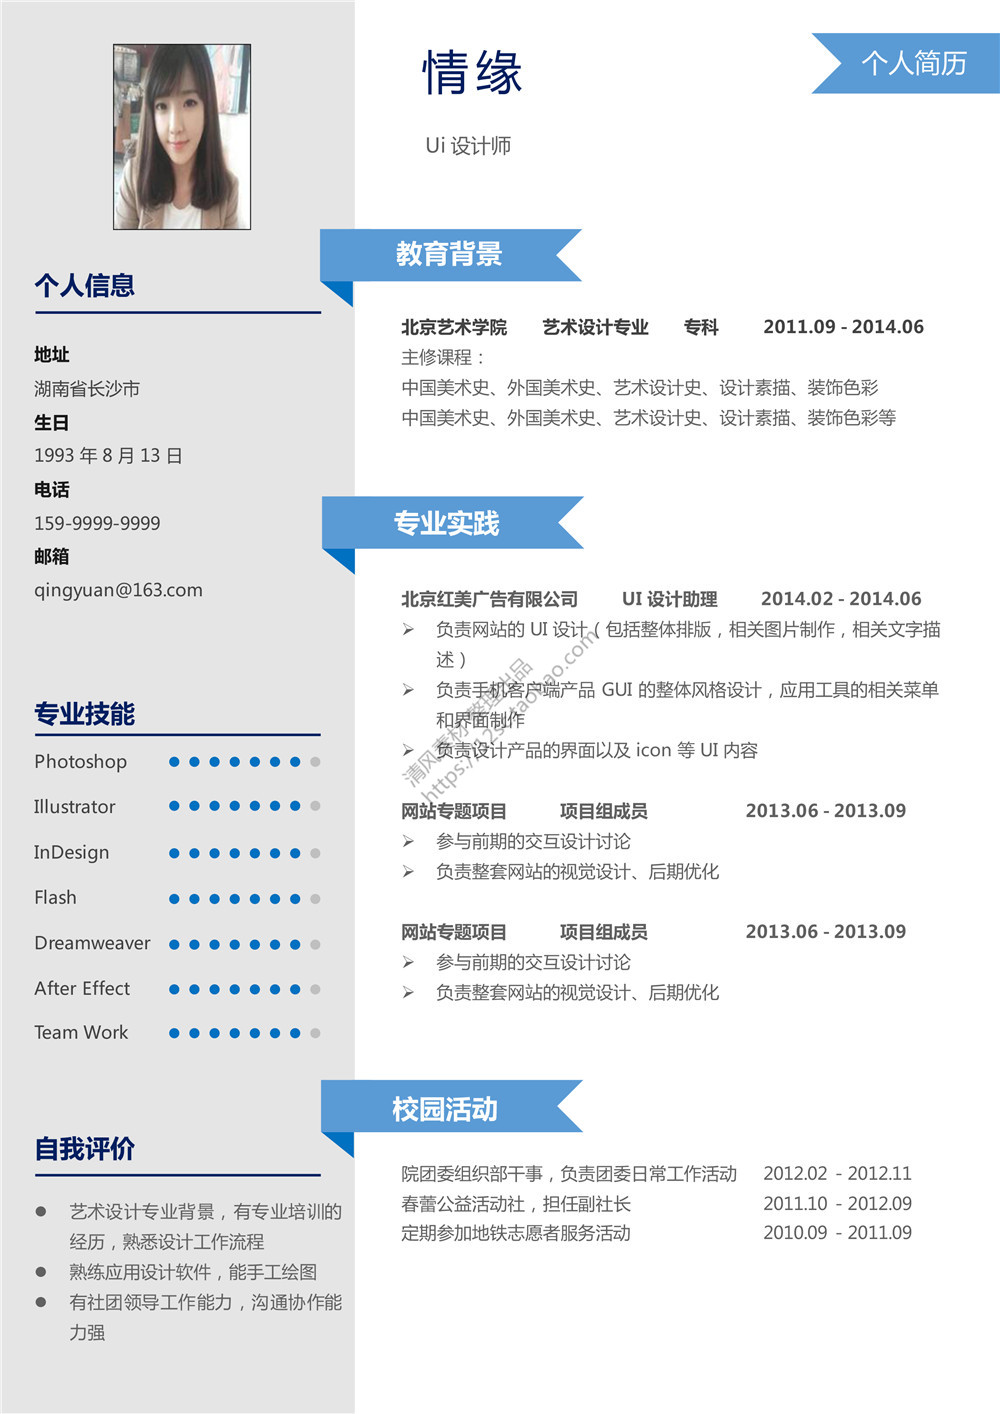 情缘
个人简历
Ui 设计师
个人信息
地址
湖南省长沙市
生日
1993 年 8 月 13 日
电话
159-9999-9999
邮箱
qingyuan@163.com
专业技能
Photoshop
Illustrator
InDesign
Flash
Dreamweaver
After Effect
Team Work
自我评价
● 艺术设计专业背景，有专业培训的
经历，熟悉设计工作流程
● 熟练应用设计软件，能手工绘图
● 有社团领导工作能力，沟通协作能
力强
教育背景
北京艺术学院 艺术设计专业 专科 2011.09 - 2014.06
主修课程：
中国美术史、外国美术史、艺术设计史、设计素描、装饰色彩
中国美术史、外国美术史、艺术设计史、设计素描、装饰色彩等
专业实践
北京红美广告有限公司 UI 设计助理 2014.02 - 2014.06
➢ 负责网站的 UI 设计（包括整体排版，相关图片制作，相关文字描
述）
➢ 负责手机客户端产品 GUI 的整体风格设计，应用工具的相关菜单
和界面制作
➢ 负责设计产品的界面以及 icon 等 UI 内容
网站专题项目 项目组成员 2013.06 - 2013.09
➢ 参与前期的交互设计讨论
➢ 负责整套网站的视觉设计、后期优化
网站专题项目 项目组成员 2013.06 - 2013.09
➢ 参与前期的交互设计讨论
➢ 负责整套网站的视觉设计、后期优化
校园活动
院团委组织部干事，负责团委日常工作活动 2012.02 - 2012.11
春蕾公益活动社，担任副社长 2011.10 - 2012.09
定期参加地铁志愿者服务活动 2010.09 - 2011.09
清风素材 整理出品